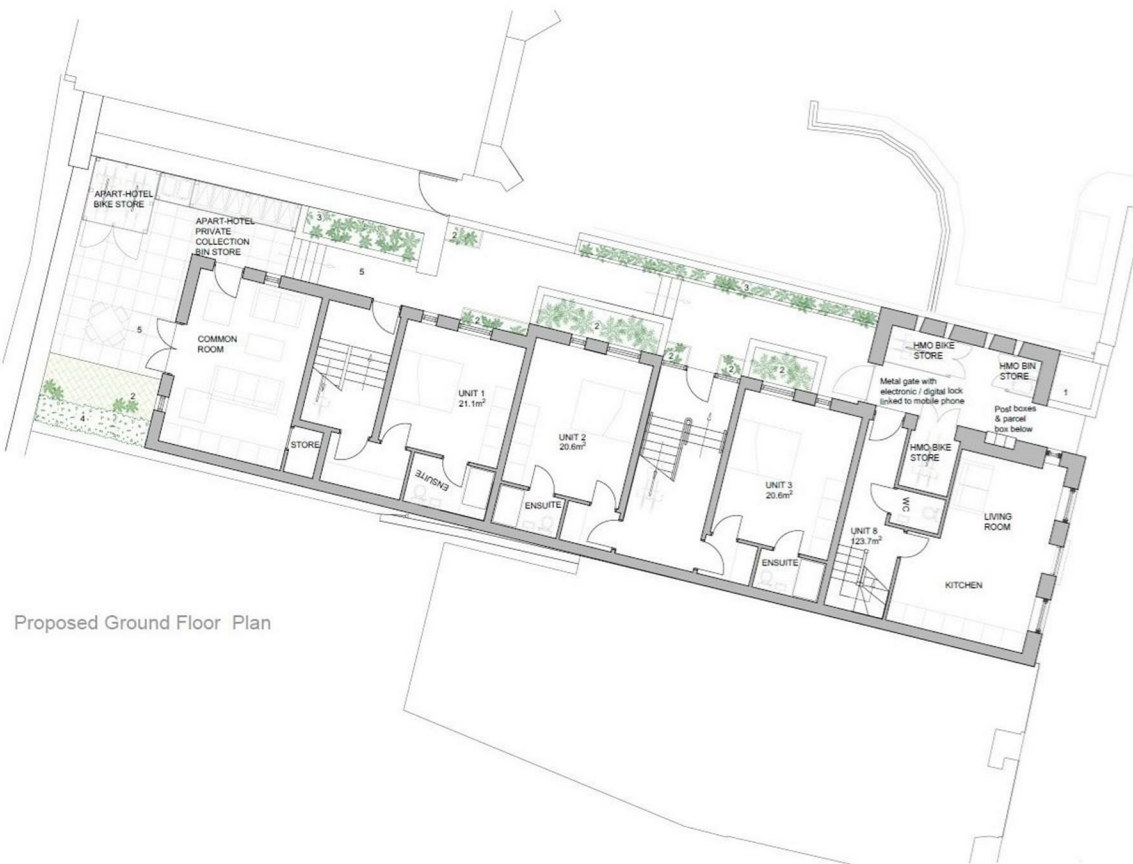 APART-HOTEL
BIKE STORE
APART-HOTEL
PRIVATE
COLLECTION
BIN STORE
3
2
5
3
5
COMMON
ROOM
2
2
2
2
2
HMO BIKE
STORE
HMO BIN
STORE
1
Metal gate with
electronic / digital lock
linked to mobile phone
Post boxes
& parcel
box below
2
4
UNIT 1
21.1m²
UNIT 2
20.6m²
UNIT 3
20.6m²
STORE
ENSUITE
ENSUITE
ENSUITE
HMO BIKE
STORE
WC
UNIT 8
123.7m²
LIVING
ROOM
KITCHEN
Proposed Ground Floor Plan